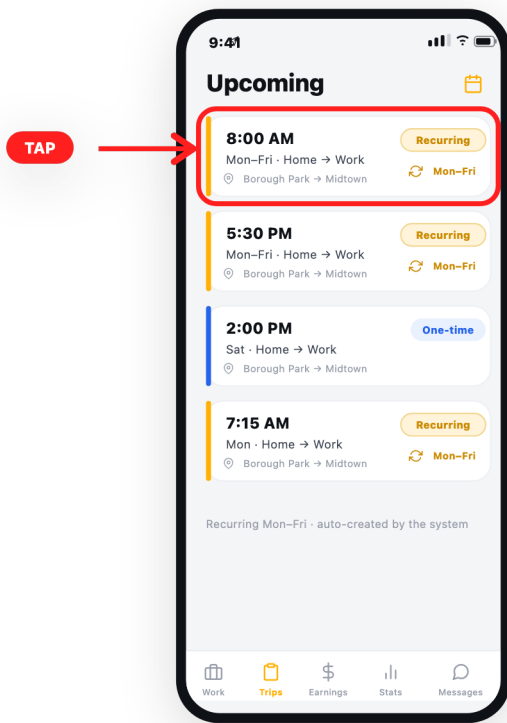 9:41
Upcoming
TAP
8:00 AM
Recurring
Mon–Fri · Home → Work
Mon–Fri
Borough Park → Midtown
5:30 PM
Recurring
Mon–Fri · Home → Work
Mon–Fri
Borough Park → Midtown
2:00 PM
One-time
Sat · Home → Work
Borough Park → Midtown
7:15 AM
Recurring
Mon · Home → Work
Mon–Fri
Borough Park → Midtown
Recurring Mon–Fri · auto-created by the system
Work Trips Earnings Stats Messages